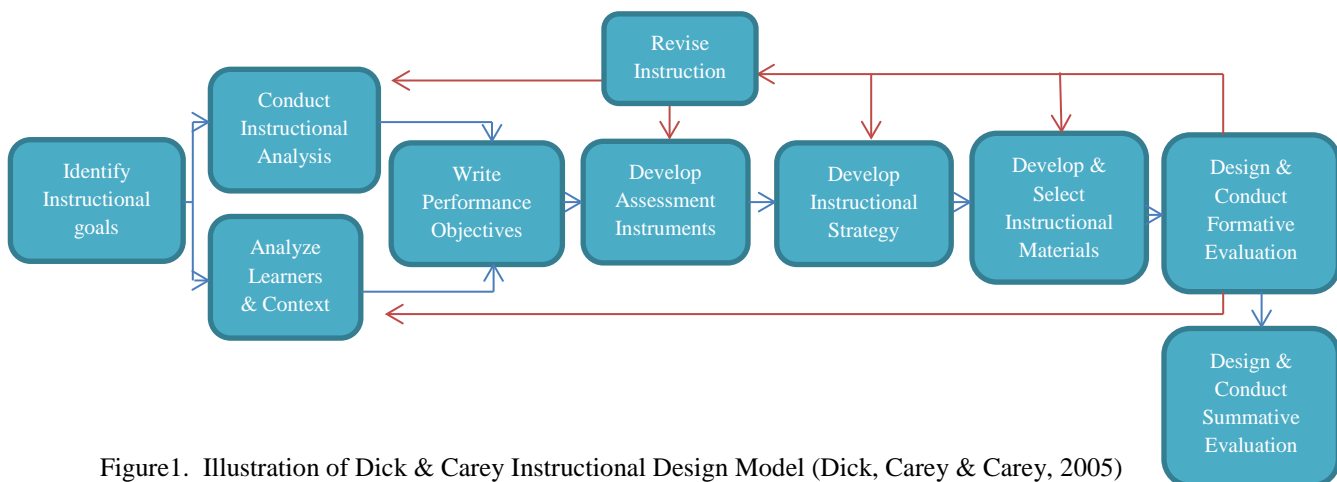 Revise
Instruction
Conduct
Instructional
Analysis
Identify
Instructional
goals
Analyze
Learners
& Context
Write
Performance
Objectives
Develop
Assessment
Instruments
Develop
Instructional
Strategy
Develop &
Select
Instructional
Materials
Design &
Conduct
Formative
Evaluation
Design &
Conduct
Summative
Evaluation
Figure1. Illustration of Dick & Carey Instructional Design Model (Dick, Carey & Carey, 2005)